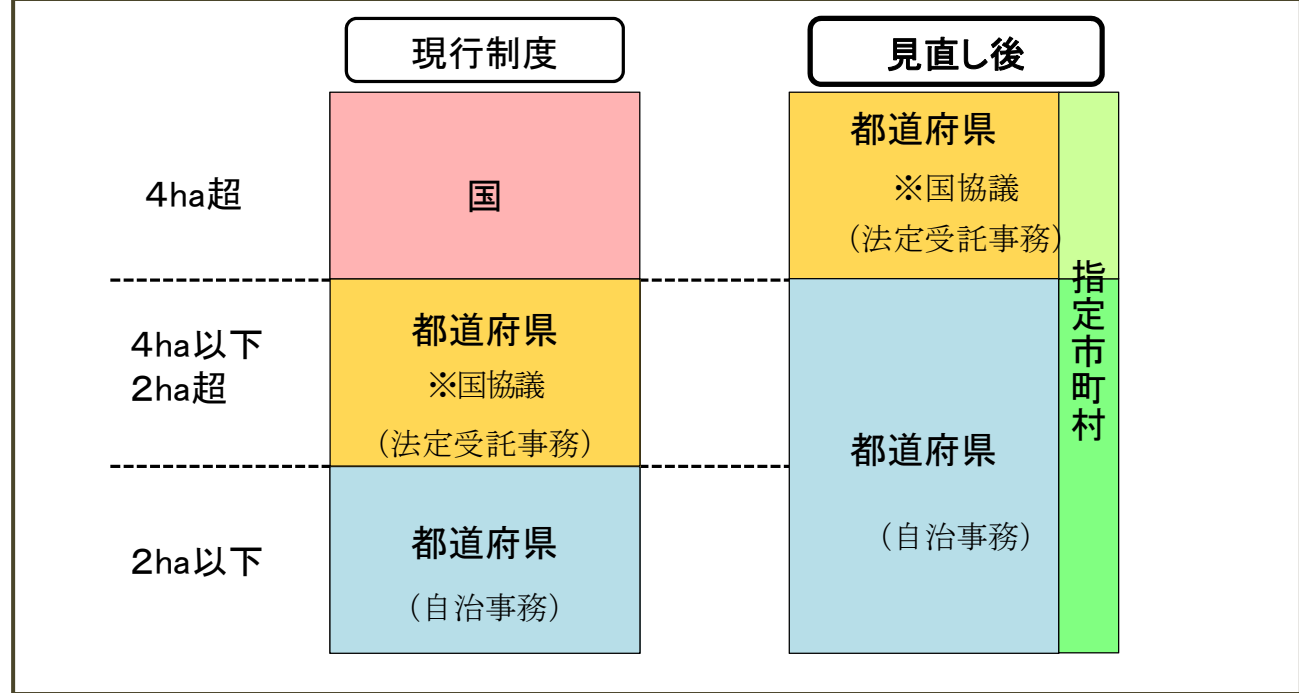 現行制度
見直し後
4ha超
国
都道府県
※国協議
(法定受託事務)
4ha以下
2ha超
都道府県
※国協議
(法定受託事務)
2ha以下
都道府県
(自治事務)
都道府県
(自治事務)
指定市町村